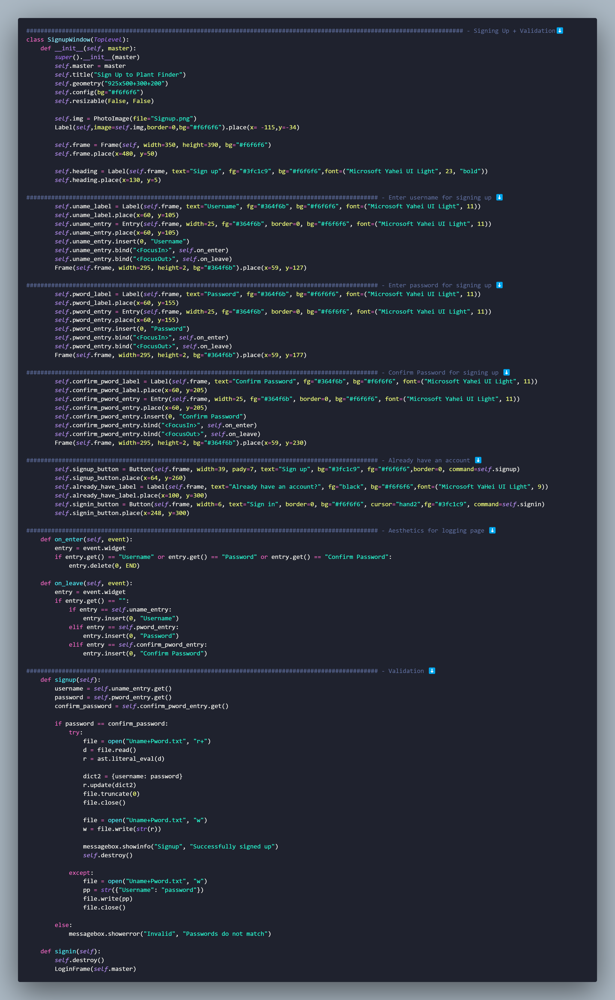 ########################################################################################################################### - Signing Up + Validation⬇
class SignupWindow(Toplevel):
    def __init__(self, master):
        super().__init__(master)
        self.master = master
        self.title("Sign Up to Plant Finder")
        self.geometry("925x500+300+200")
        self.config(bg="#f6f6f6")
        self.resizable(False, False)

        self.img = PhotoImage(file="Signup.png")
        Label(self,image=self.img,border=0,bg="#f6f6f6").place(x= -115,y=-34)

        self.frame = Frame(self, width=350, height=390, bg="#f6f6f6")
        self.frame.place(x=480, y=50)

        self.heading = Label(self.frame, text="Sign up", fg="#3fc1c9", bg="#f6f6f6",font=("Microsoft Yahei UI Light", 23, "bold"))
        self.heading.place(x=130, y=5)

################################################################################################### - Enter username for signing up ⬇
        self.uname_label = Label(self.frame, text="Username", fg="#364f6b", bg="#f6f6f6", font=("Microsoft Yahei UI Light", 11))
        self.uname_label.place(x=60, y=105)
        self.uname_entry = Entry(self.frame, width=25, fg="#364f6b", border=0, bg="#f6f6f6", font=("Microsoft Yahei UI Light", 11))
        self.uname_entry.place(x=60, y=105)
        self.uname_entry.insert(0, "Username")
        self.uname_entry.bind("<FocusIn>", self.on_enter)
        self.uname_entry.bind("<FocusOut>", self.on_leave)
        Frame(self.frame, width=295, height=2, bg="#364f6b").place(x=59, y=127)

################################################################################################### - Enter password for signing up ⬇
        self.pword_label = Label(self.frame, text="Password", fg="#364f6b", bg="#f6f6f6", font=("Microsoft Yahei UI Light", 11))
        self.pword_label.place(x=60, y=155)
        self.pword_entry = Entry(self.frame, width=25, fg="#364f6b", border=0, bg="#f6f6f6", font=("Microsoft Yahei UI Light", 11))
        self.pword_entry.place(x=60, y=155)
        self.pword_entry.insert(0, "Password")
        self.pword_entry.bind("<FocusIn>", self.on_enter)
        self.pword_entry.bind("<FocusOut>", self.on_leave)
        Frame(self.frame, width=295, height=2, bg="#364f6b").place(x=59, y=177)

################################################################################################### - Confirm Password for signing up ⬇
        self.confirm_pword_label = Label(self.frame, text="Confirm Password", fg="#364f6b", bg="#f6f6f6", font=("Microsoft Yahei UI Light", 11))
        self.confirm_pword_label.place(x=60, y=205)
        self.confirm_pword_entry = Entry(self.frame, width=25, fg="#364f6b", border=0, bg="#f6f6f6", font=("Microsoft Yahei UI Light", 11))
        self.confirm_pword_entry.place(x=60, y=205)
        self.confirm_pword_entry.insert(0, "Confirm Password")
        self.confirm_pword_entry.bind("<FocusIn>", self.on_enter)
        self.confirm_pword_entry.bind("<FocusOut>", self.on_leave)
        Frame(self.frame, width=295, height=2, bg="#364f6b").place(x=59, y=230)

################################################################################################### - Already have an account ⬇
        self.signup_button = Button(self.frame, width=39, pady=7, text="Sign up", bg="#3fc1c9", fg="#f6f6f6",border=0, command=self.signup)
        self.signup_button.place(x=64, y=260)
        self.already_have_label = Label(self.frame, text="Already have an account?", fg="black", bg="#f6f6f6",font=("Microsoft YaHei UI Light", 9))
        self.already_have_label.place(x=100, y=300)
        self.signin_button = Button(self.frame, width=6, text="Sign in", border=0, bg="#f6f6f6", cursor="hand2",fg="#3fc1c9", command=self.signin)
        self.signin_button.place(x=248, y=300)

################################################################################################### - Aesthetics for logging page ⬇
    def on_enter(self, event):
        entry = event.widget
        if entry.get() == "Username" or entry.get() == "Password" or entry.get() == "Confirm Password":
            entry.delete(0, END)

    def on_leave(self, event):
        entry = event.widget
        if entry.get() == "":
            if entry == self.uname_entry:
                entry.insert(0, "Username")
            elif entry == self.pword_entry:
                entry.insert(0, "Password")
            elif entry == self.confirm_pword_entry:
                entry.insert(0, "Confirm Password")

################################################################################################### - Validation ⬇
    def signup(self):
        username = self.uname_entry.get()
        password = self.pword_entry.get()
        confirm_password = self.confirm_pword_entry.get()

        if password == confirm_password:
            try:
                file = open("Uname+Pword.txt", "r+")
                d = file.read()
                r = ast.literal_eval(d)

                dict2 = {username: password}
                r.update(dict2)
                file.truncate(0)
                file.close()

                file = open("Uname+Pword.txt", "w")
                w = file.write(str(r))

                messagebox.showinfo("Signup", "Successfully signed up")
                self.destroy()

            except:
                file = open("Uname+Pword.txt", "w")
                pp = str({"Username": "password"})
                file.write(pp)
                file.close()

        else:
            messagebox.showerror("Invalid", "Passwords do not match")

    def signin(self):
        self.destroy()
        LoginFrame(self.master)